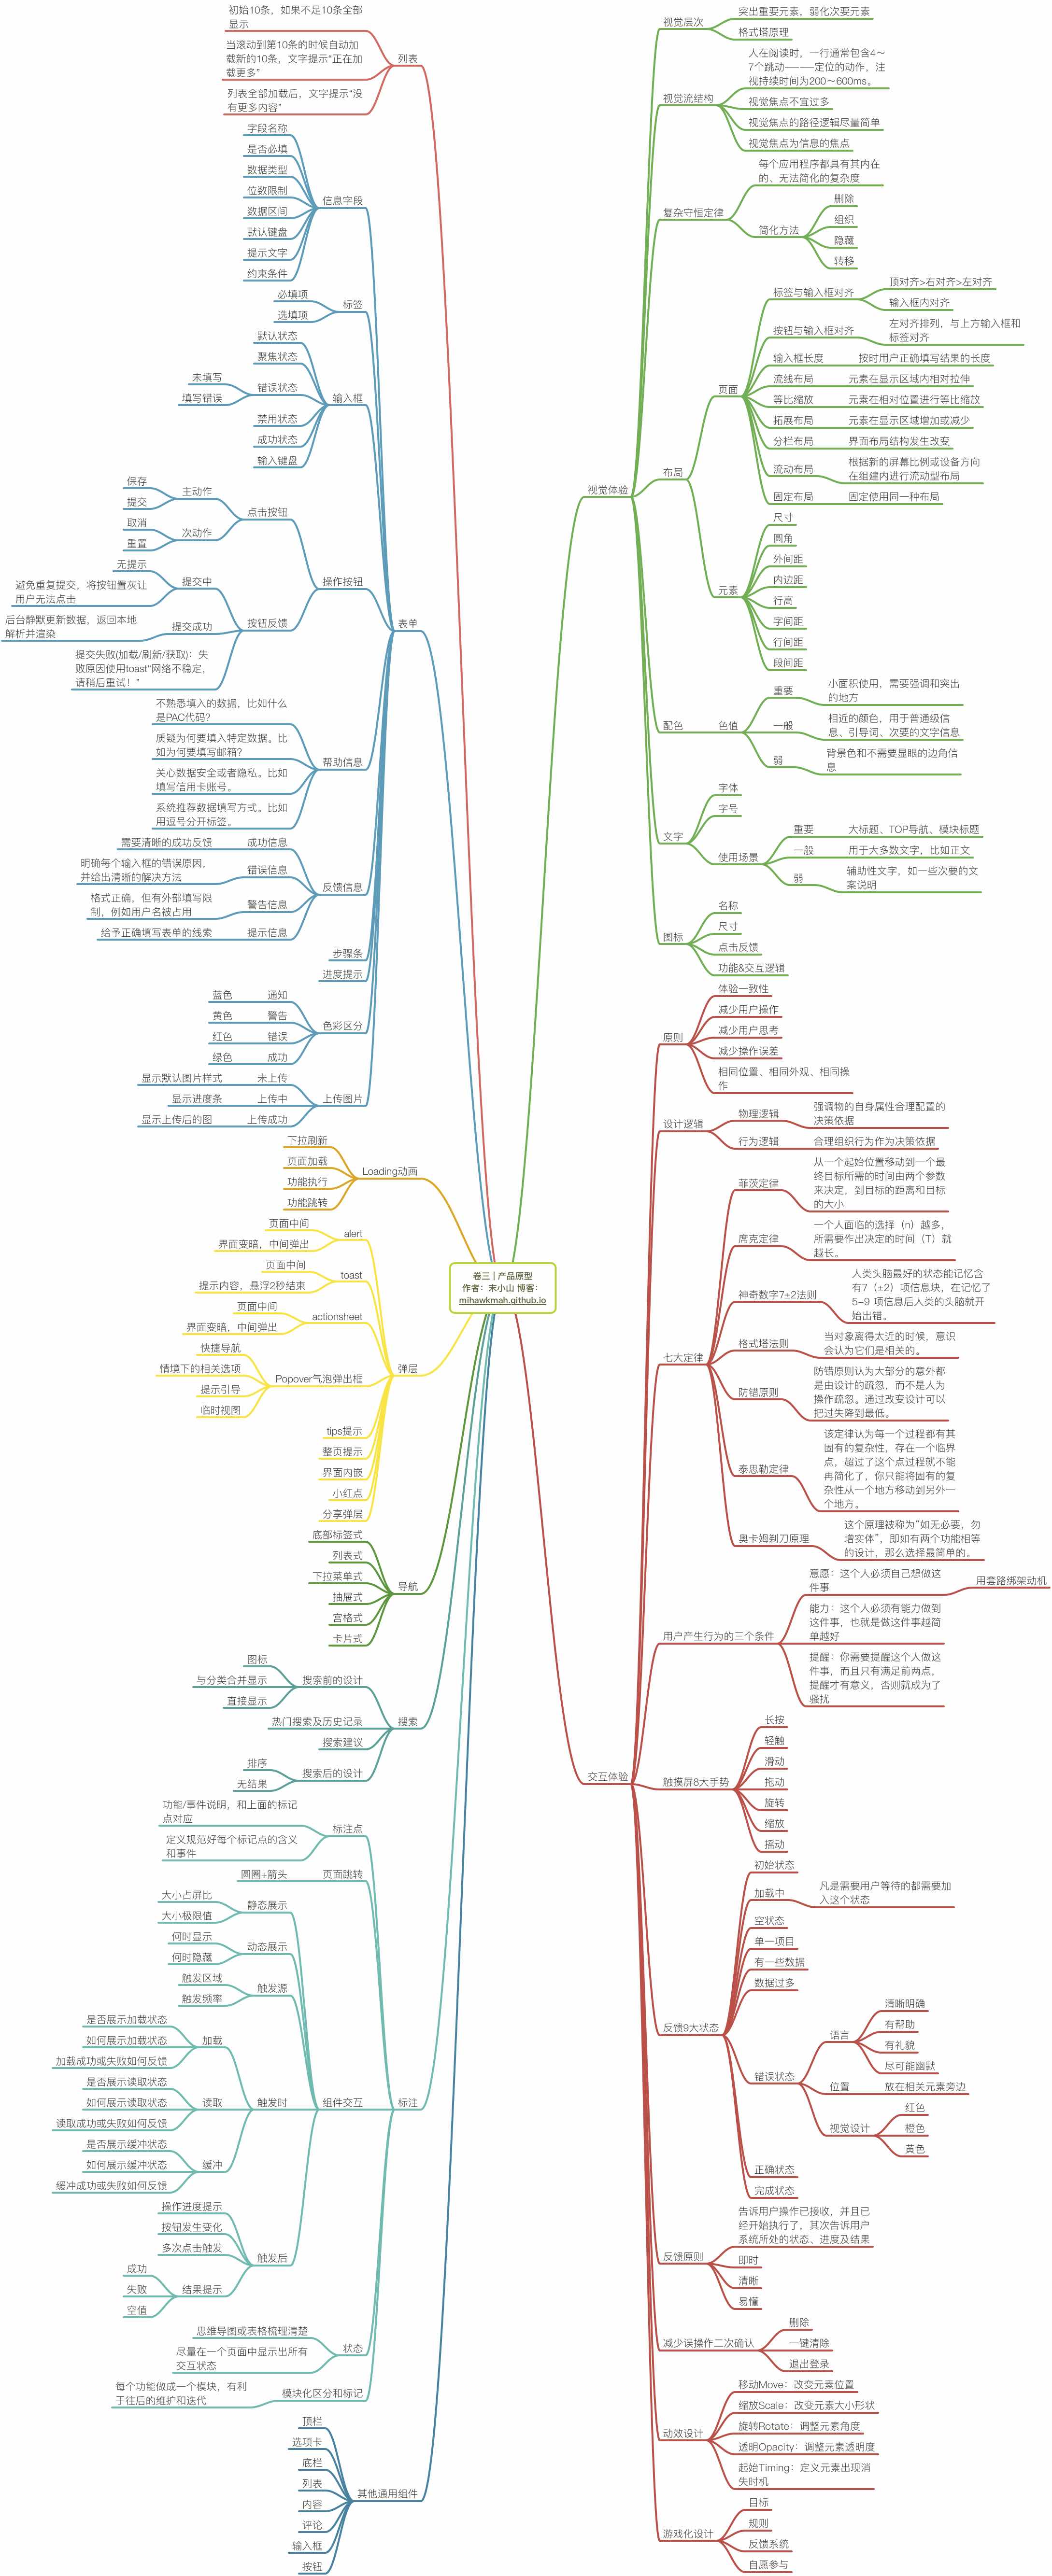 卷三 | 产品原型
作者：末小山 博客：
mihawkmah.github.io
列表
初始10条，如果不足10条全部
显示
当滚动到第10条的时候自动加
载新的10条，文字提示“正在加
载更多”
列表全部加载后，文字提示“没
有更多内容”
表单
信息字段
字段名称
是否必填
数据类型
位数限制
数据区间
默认键盘
提示文字
约束条件
标签
必填项
选填项
输入框
默认状态
聚焦状态
错误状态
未填写
填写错误
禁用状态
成功状态
输入键盘
操作按钮
点击按钮
主动作
保存
提交
次动作
取消
重置
按钮反馈
提交中
无提示
避免重复提交，将按钮置灰让
用户无法点击
提交成功
后台静默更新数据，返回本地
解析并渲染
提交失败(加载/刷新/获取)：失
败原因使用toast“网络不稳定，
请稍后重试！”
帮助信息
不熟悉填入的数据，比如什么
是PAC代码？
质疑为何要填入特定数据。比
如为何要填写邮箱？
关心数据安全或者隐私。比如
填写信用卡账号。
系统推荐数据填写方式。比如
用逗号分开标签。
反馈信息
成功信息
需要清晰的成功反馈
错误信息
明确每个输入框的错误原因，
并给出清晰的解决方法
警告信息
格式正确，但有外部填写限
制，例如用户名被占用
提示信息
给予正确填写表单的线索
步骤条
进度提示
色彩区分
通知
蓝色
警告
黄色
错误
红色
成功
绿色
上传图片
未上传
显示默认图片样式
上传中
显示进度条
上传成功
显示上传后的图
Loading动画
下拉刷新
页面加载
功能执行
功能跳转
弹层
alert
页面中间
界面变暗，中间弹出
toast
页面中间
提示内容，悬浮2秒结束
actionsheet
页面中间
界面变暗，中间弹出
Popover气泡弹出框
快捷导航
情境下的相关选项
提示引导
临时视图
tips提示
整页提示
界面内嵌
小红点
分享弹层
导航
底部标签式
列表式
下拉菜单式
抽屉式
宫格式
卡片式
搜索
搜索前的设计
图标
与分类合并显示
直接显示
热门搜索及历史记录
搜索建议
搜索后的设计
排序
无结果
标注
标注点
功能/事件说明，和上面的标记
点对应
定义规范好每个标记点的含义
和事件
页面跳转
圆圈+箭头
组件交互
静态展示
大小占屏比
大小极限值
动态展示
何时显示
何时隐藏
触发源
触发区域
触发频率
触发时
加载
是否展示加载状态
如何展示加载状态
加载成功或失败如何反馈
读取
是否展示读取状态
如何展示读取状态
读取成功或失败如何反馈
缓冲
是否展示缓冲状态
如何展示缓冲状态
缓冲成功或失败如何反馈
触发后
操作进度提示
按钮发生变化
多次点击触发
结果提示
成功
失败
空值
状态
思维导图或表格梳理清楚
尽量在一个页面中显示出所有
交互状态
模块化区分和标记
每个功能做成一个模块，有利
于往后的维护和迭代
其他通用组件
顶栏
选项卡
底栏
列表
内容
评论
输入框
按钮
视觉体验
视觉层次
突出重要元素，弱化次要元素
格式塔原理
视觉流结构
人在阅读时，一行通常包含4～
7个跳动——定位的动作，注
视持续时间为200～600ms。
视觉焦点不宜过多
视觉焦点的路径逻辑尽量简单
视觉焦点为信息的焦点
复杂守恒定律
每个应用程序都具有其内在
的、无法简化的复杂度
简化方法
删除
组织
隐藏
转移
布局
页面
标签与输入框对齐
顶对齐>右对齐>左对齐
输入框内对齐
按钮与输入框对齐
左对齐排列，与上方输入框和
标签对齐
输入框长度
按时用户正确填写结果的长度
流线布局
元素在显示区域内相对拉伸
等比缩放
元素在相对位置进行等比缩放
拓展布局
元素在显示区域增加或减少
分栏布局
界面布局结构发生改变
流动布局
根据新的屏幕比例或设备方向
在组建内进行流动型布局
固定布局
固定使用同一种布局
元素
尺寸
圆角
外间距
内边距
行高
字间距
行间距
段间距
配色
色值
重要
小面积使用，需要强调和突出
的地方
一般
相近的颜色，用于普通级信
息、引导词、次要的文字信息
弱
背景色和不需要显眼的边角信
息
文字
字体
字号
使用场景
重要
大标题、TOP导航、模块标题
一般
用于大多数文字，比如正文
弱
辅助性文字，如一些次要的文
案说明
图标
名称
尺寸
点击反馈
功能&交互逻辑
交互体验
原则
体验一致性
减少用户操作
减少用户思考
减少操作误差
相同位置、相同外观、相同操
作
设计逻辑
物理逻辑
强调物的自身属性合理配置的
决策依据
行为逻辑
合理组织行为作为决策依据
七大定律
菲茨定律
从一个起始位置移动到一个最
终目标所需的时间由两个参数
来决定，到目标的距离和目标
的大小
席克定律
一个人面临的选择（n）越多，
所需要作出决定的时间（T）就
越长。
神奇数字7±2法则
人类头脑最好的状态能记忆含
有7（±2）项信息块，在记忆了
5-9 项信息后人类的头脑就开
始出错。
格式塔法则
当对象离得太近的时候，意识
会认为它们是相关的。
防错原则
防错原则认为大部分的意外都
是由设计的疏忽，而不是人为
操作疏忽。通过改变设计可以
把过失降到最低。
泰思勒定律
该定律认为每一个过程都有其
固有的复杂性，存在一个临界
点，超过了这个点过程就不能
再简化了，你只能将固有的复
杂性从一个地方移动到另外一
个地方。
奥卡姆剃刀原理
这个原理被称为“如无必要，勿
增实体”，即如有两个功能相等
的设计，那么选择最简单的。
用户产生行为的三个条件
意愿：这个人必须自己想做这
件事
用套路绑架动机
能力：这个人必须有能力做到
这件事，也就是做这件事越简
单越好
提醒：你需要提醒这个人做这
件事，而且只有满足前两点，
提醒才有意义，否则就成为了
骚扰
触摸屏8大手势
长按
轻触
滑动
拖动
旋转
缩放
摇动
反馈9大状态
初始状态
加载中
凡是需要用户等待的都需要加
入这个状态
空状态
单一项目
有一些数据
数据过多
错误状态
语言
清晰明确
有帮助
有礼貌
尽可能幽默
位置
放在相关元素旁边
视觉设计
红色
橙色
黄色
正确状态
完成状态
反馈原则
告诉用户操作已接收，并且已
经开始执行了，其次告诉用户
系统所处的状态、进度及结果
即时
清晰
易懂
减少误操作二次确认
删除
一键清除
退出登录
动效设计
移动Move：改变元素位置
缩放Scale：改变元素大小形状
旋转Rotate：调整元素角度
透明Opacity：调整元素透明度
起始Timing：定义元素出现消
失时机
游戏化设计
目标
规则
反馈系统
自愿参与